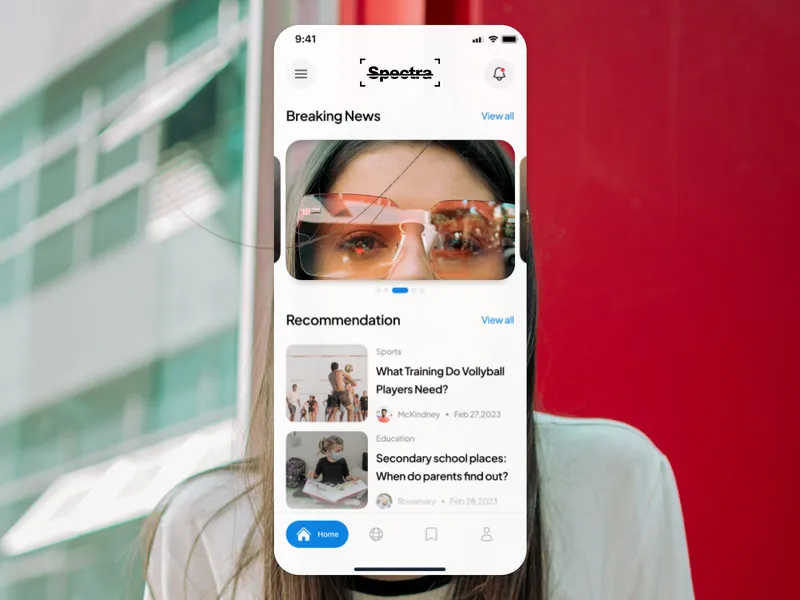 9:41
Spectra
Breaking News
View all
Recommendation
View all
Sports
What Training Do Vollyball
Players Need?
McKindney • Feb 27.2023
Education
Secondary school places:
When do parents find out?
Rosemary • Feb 28.2023
Home